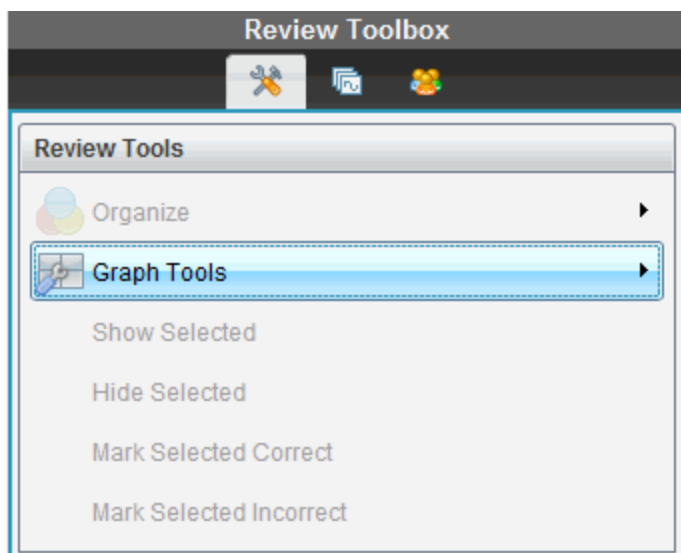 Review Toolbox
Review Tools
Organize
Graph Tools
Show Selected
Hide Selected
Mark Selected Correct
Mark Selected Incorrect